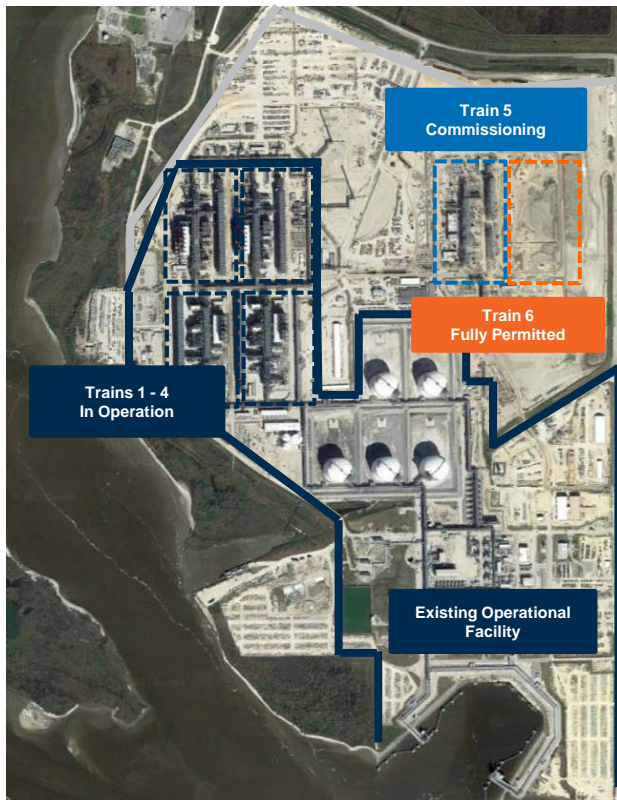 Train 5
Commissioning
Train 6
Fully Permitted
Trains 1 - 4
In Operation
Existing Operational
Facility